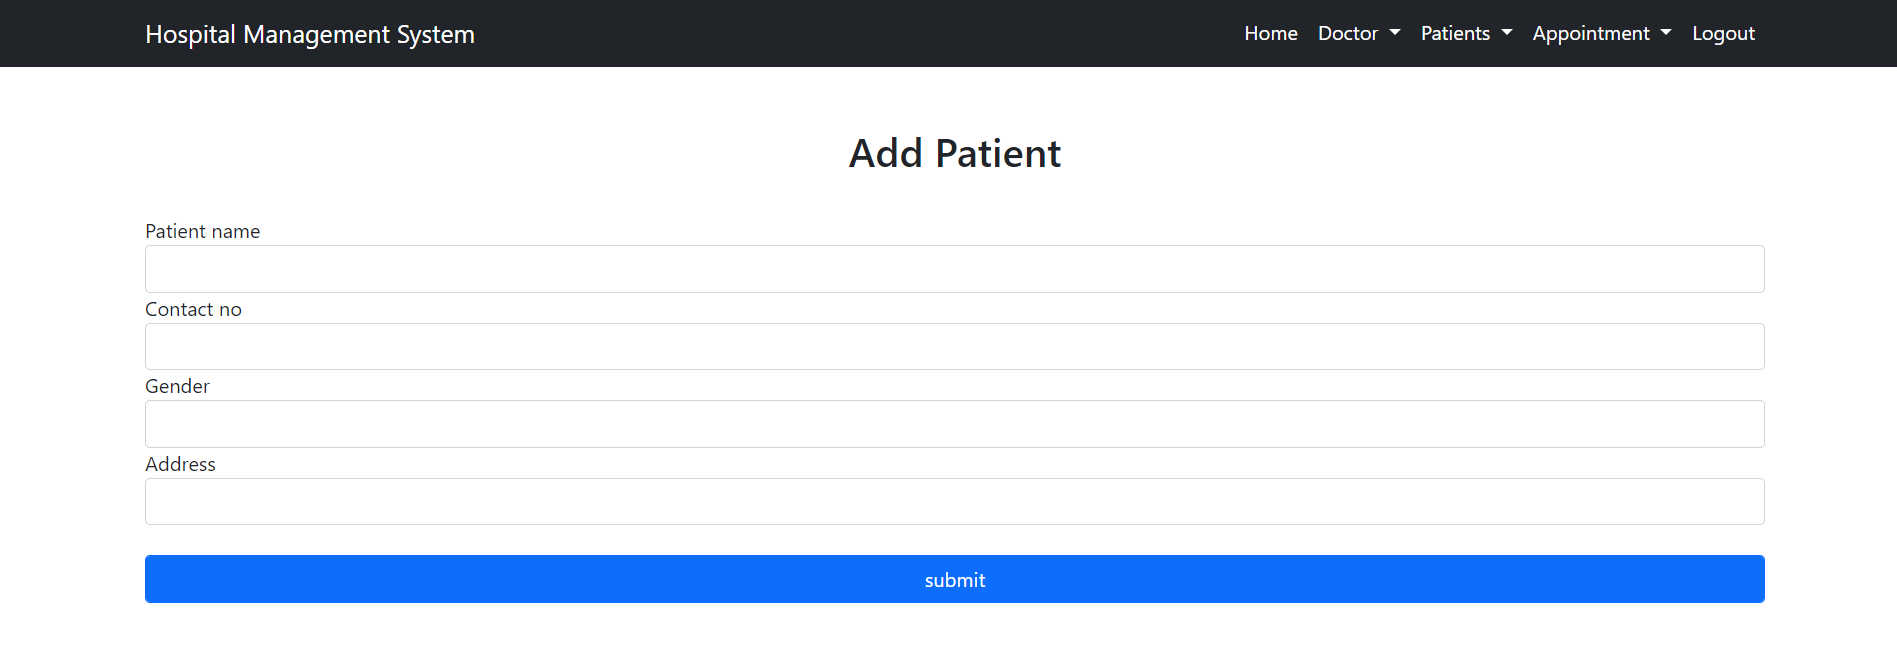 Hospital Management System Home Doctor Patients Appointment Logout
Add Patient
Patient name
Contact no
Gender
Address
submit